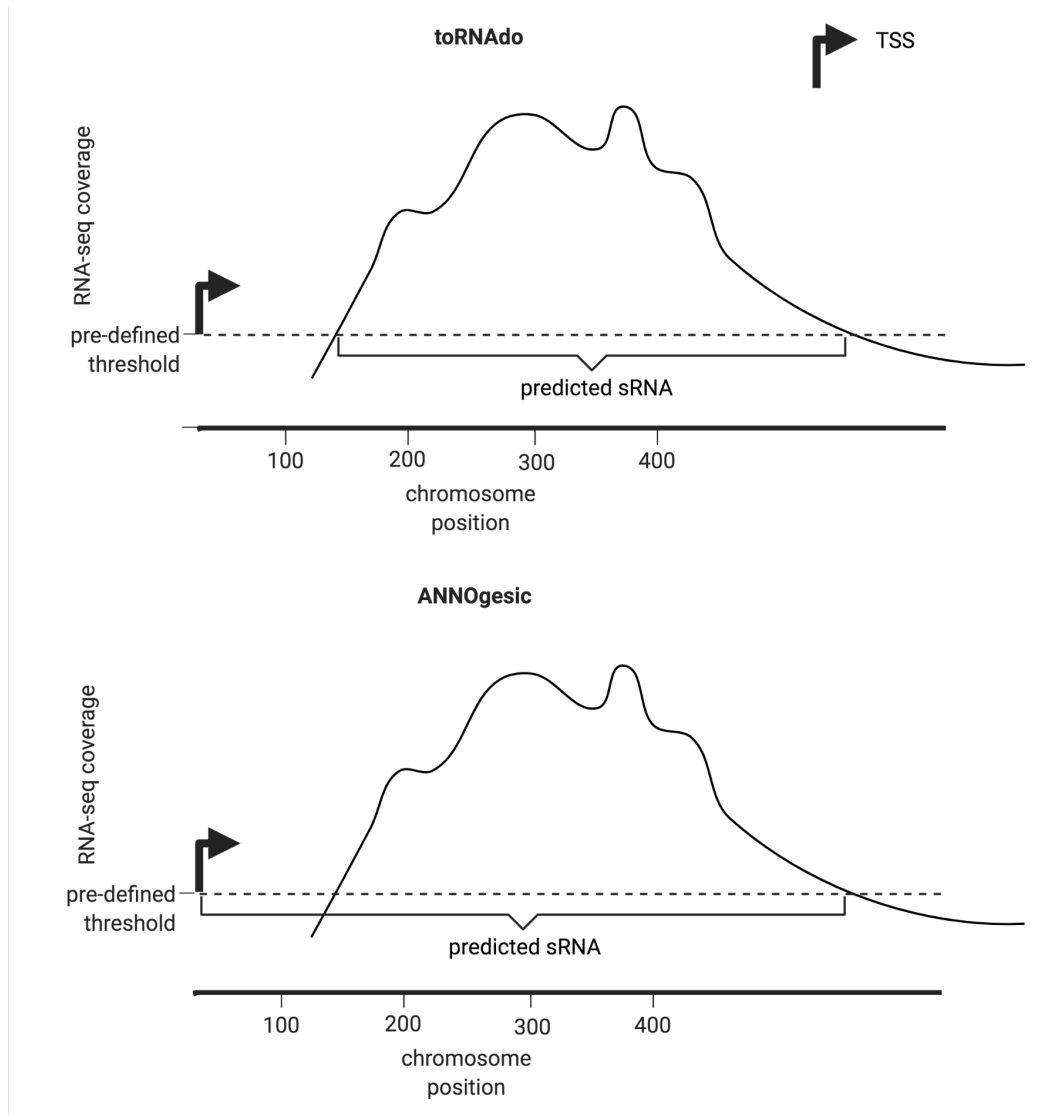 toRNAdo
TSS
RNA-seq coverage
pre-defined
threshold
predicted sRNA
100 200 300 400
chromosome
position
ANNOgesic
RNA-seq coverage
pre-defined
threshold
predicted sRNA
100 200 300 400
chromosome
position